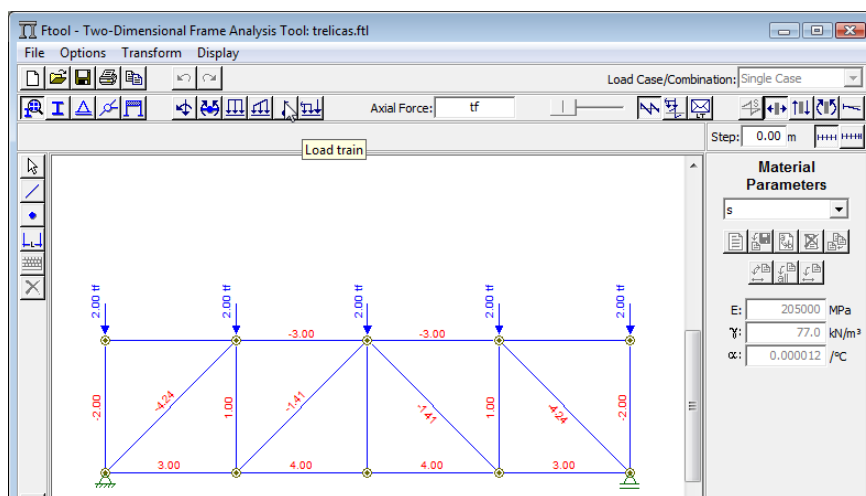 Ftool - Two-Dimensional Frame Analysis Tool: trelicas.ftl
File Options Transform Display
Load Case/Combination: Single Case
Axial Force: tf
Step: 0.00 m
Load train
Material
Parameters
s
all
E: 205000 MPa
γ: 77.0 kN/m³
α: 0.000012 /°C
2.00 tf 2.00 tf 2.00 tf 2.00 tf 2.00 tf
-3.00 -3.00
-2.00 -4.24 1.00 -1.41 -1.41 1.00 -4.24 -2.00
3.00 4.00 4.00 3.00